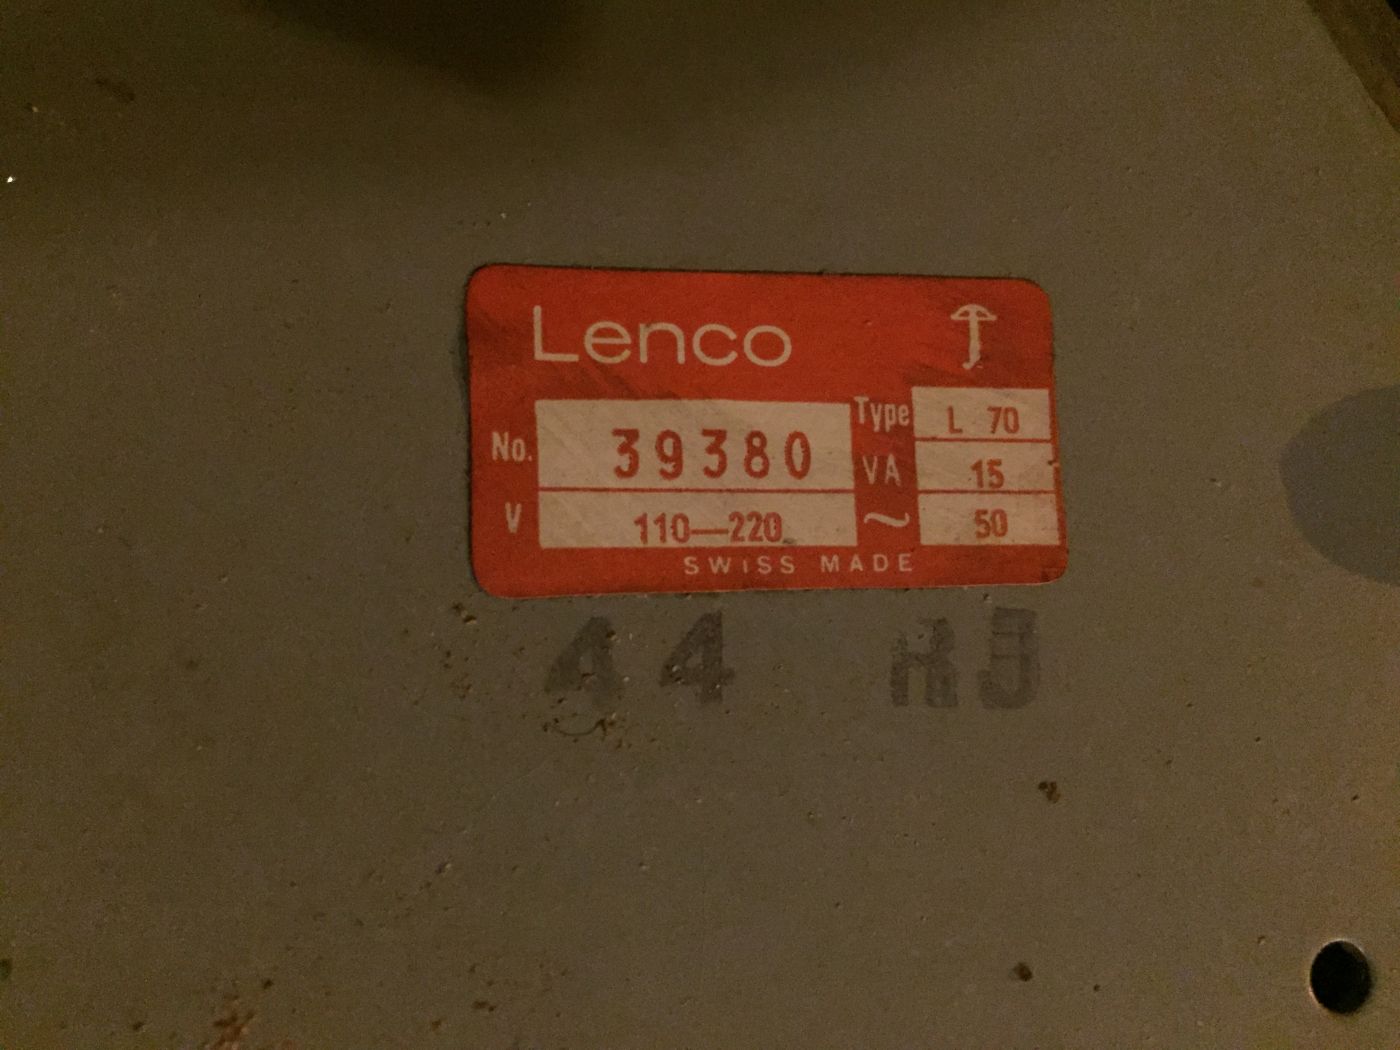 Lenco
No. 39380 Type L 70
VA 15
V 110—220 ~ 50
SWISS MADE
44 RJ